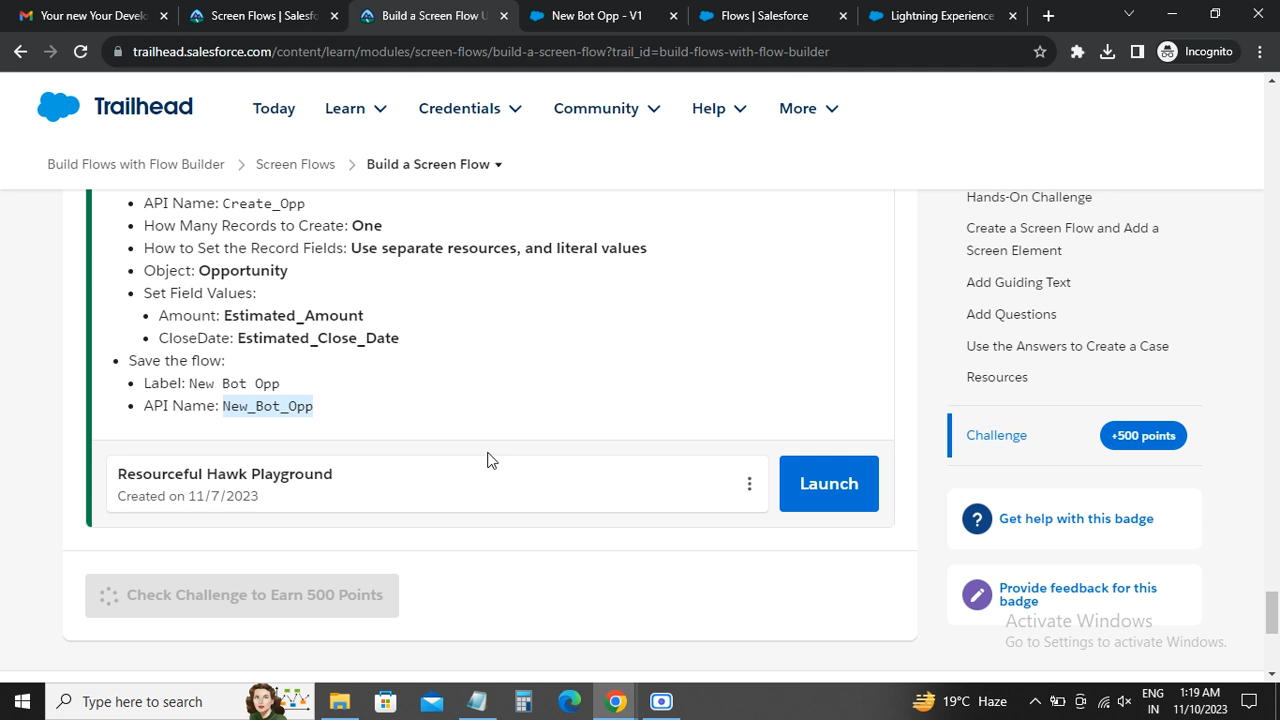 Your new Your Devel
Screen Flows | Salesfo
Build a Screen Flow U
New Bot Opp - V1
Flows | Salesforce
Lightning Experience
trailhead.salesforce.com/content/learn/modules/screen-flows/build-a-screen-flow?trail_id=build-flows-with-flow-builder
Incognito
Trailhead
Today
Learn
Credentials
Community
Help
More
Build Flows with Flow Builder
Screen Flows
Build a Screen Flow
API Name: Create_Opp
How Many Records to Create: One
How to Set the Record Fields: Use separate resources, and literal values
Object: Opportunity
Set Field Values:
Amount: Estimated_Amount
CloseDate: Estimated_Close_Date
Save the flow:
Label: New Bot Opp
API Name: New_Bot_Opp
Resourceful Hawk Playground
Created on 11/7/2023
Launch
Check Challenge to Earn 500 Points
Hands-On Challenge
Create a Screen Flow and Add a
Screen Element
Add Guiding Text
Add Questions
Use the Answers to Create a Case
Resources
Challenge
+500 points
Get help with this badge
Provide feedback for this
badge
Activate Windows
Go to Settings to activate Windows.
Type here to search
19°C Haze
ENG
IN
1:19 AM
11/10/2023